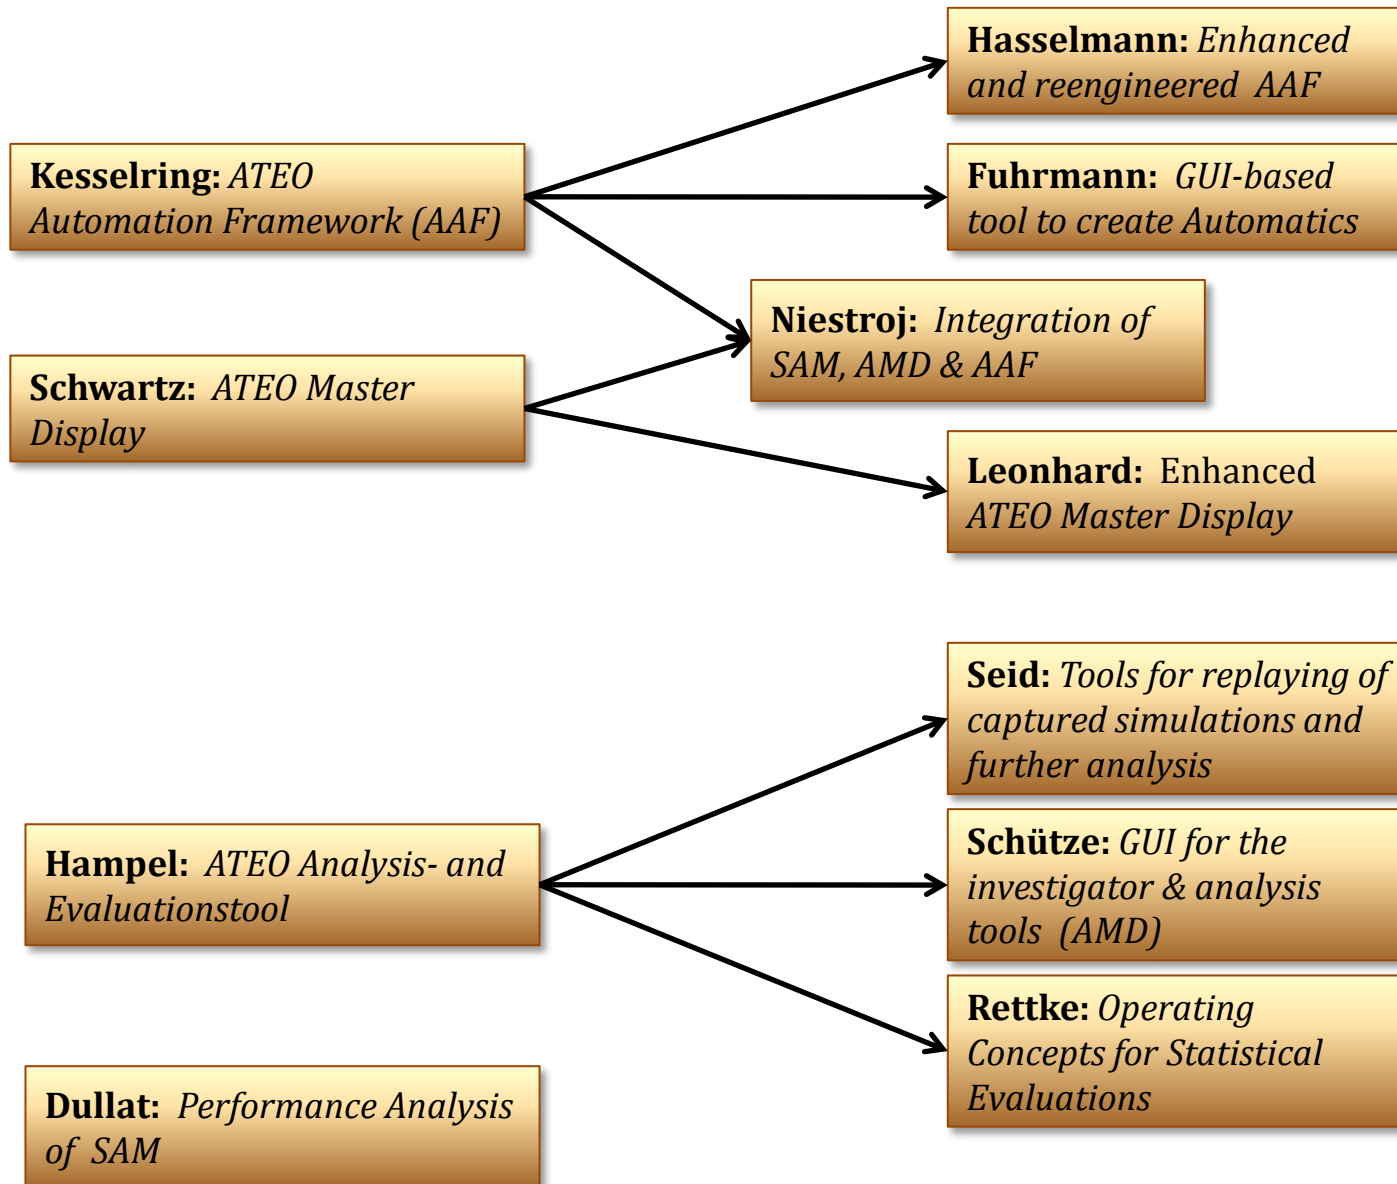 Hasselmann: Enhanced
and reengineered AAF
Kesselring: ATEO
Automation Framework (AAF)
Fuhrmann: GUI-based
tool to create Automatics
Niestroj: Integration of
SAM, AMD & AAF
Schwartz: ATEO Master
Display
Leonhard: Enhanced
ATEO Master Display
Seid: Tools for replaying of
captured simulations and
further analysis
Hampel: ATEO Analysis- and
Evaluationstool
Schütze: GUI for the
investigator & analysis
tools (AMD)
Rettke: Operating
Concepts for Statistical
Evaluations
Dullat: Performance Analysis
of SAM